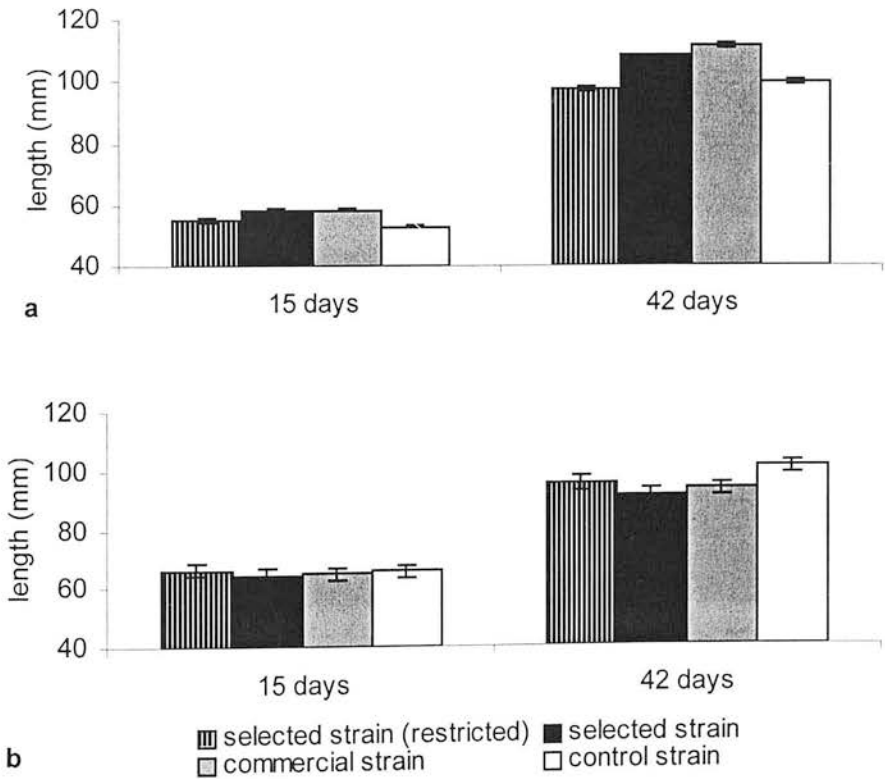 120
100
80
60
40
length (mm)
15 days
42 days
a
120
100
80
60
40
length (mm)
15 days
42 days
b
selected strain (restricted)
selected strain
commercial strain
control strain